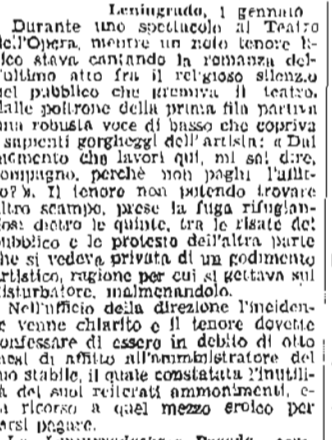 Leningrado, 1 gennaio
Durante uno spettacolo al Teatro
dell'Opera, mentre un noto tenore li-
ico stava cantando la romanza del-
l'ultimo atto fra il religioso silenzio
del pubblico che gremiva il teatro,
dalle poltrone della prima fila partiva
una robusta voce di basso che copriva
i sapienti gorgheggi dell'artista: « Dal
momento che lavori qui, mi sai dire,
compagno, perchè non paghi l'affit-
to? ». Il tenore non potendo trovare
altro scampo, prese la fuga rifugian-
dosi dietro le quinte, tra le risate del
pubblico e le proteste dell'altra parte
che si vedeva privata di un godimento
artistico, ragione per cui si gettava sul
disturbatore, malmenandolo.
Nell'ufficio della direzione l'inciden-
te venne chiarito e il tenore dovette
confessare di essere in debito di otto
mesi di affitto all'amministratore del
suo stabile, il quale constatata l'inutili-
tà dei suoi reiterati ammonimenti, e-
ra ricorso a quel mezzo eroico per
farsi pagare.